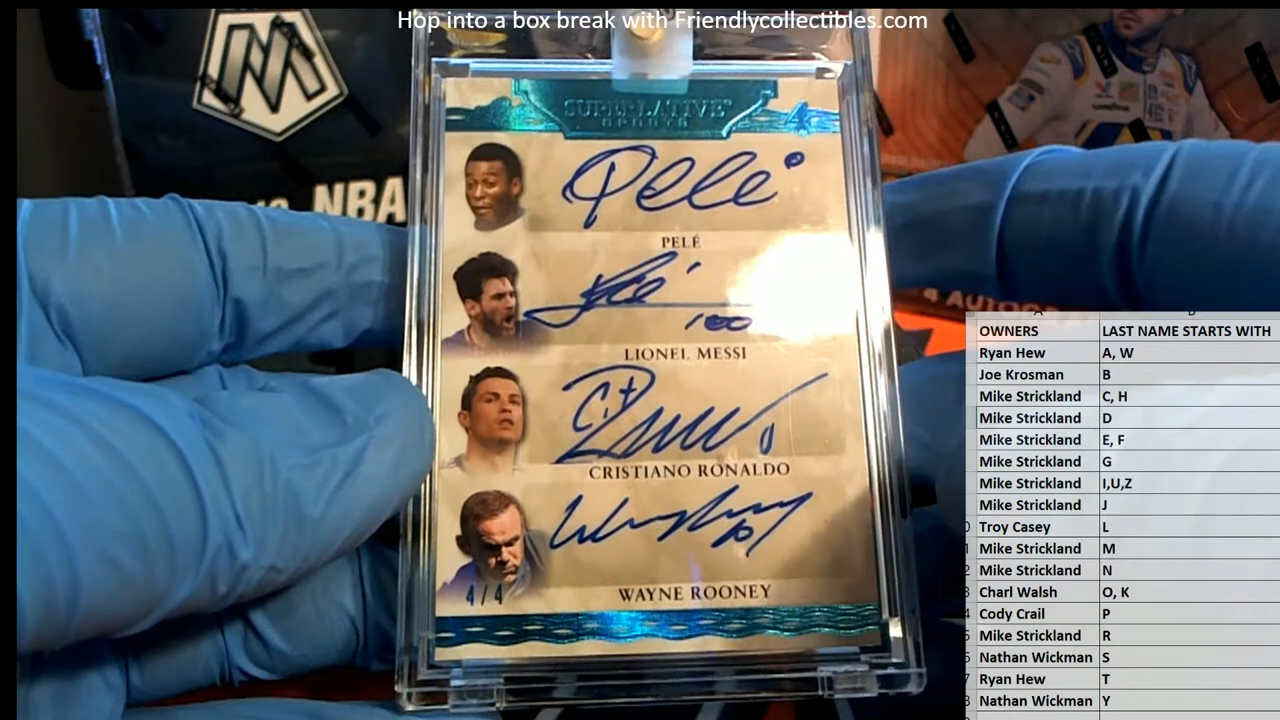 Hop into a box break with Friendlycollectibles.com
NBA
SUPERLATIVE
4
Pelé
PELÉ
LIONEL MESSI
CRISTIANO RONALDO
10
4/4
WAYNE ROONEY
4 AUTOGRA
OWNERS LAST NAME STARTS WITH
Ryan Hew A, W
Joe Krosman B
Mike Strickland C, H
Mike Strickland D
Mike Strickland E, F
Mike Strickland G
Mike Strickland I,U,Z
Mike Strickland J
Troy Casey L
Mike Strickland M
Mike Strickland N
Charl Walsh O, K
Cody Crail P
Mike Strickland R
Nathan Wickman S
Ryan Hew T
Nathan Wickman Y